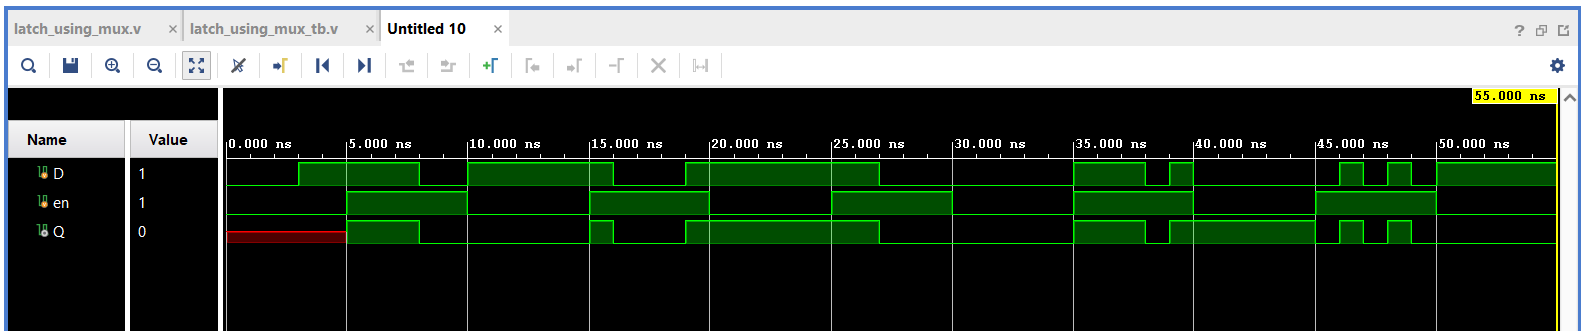 latch_using_mux.v × latch_using_mux_tb.v × Untitled 10 ×
?
55.000 ns
Name Value
0.000 ns 5.000 ns 10.000 ns 15.000 ns 20.000 ns 25.000 ns 30.000 ns 35.000 ns 40.000 ns 45.000 ns 50.000 ns
D 1
en 1
Q 0